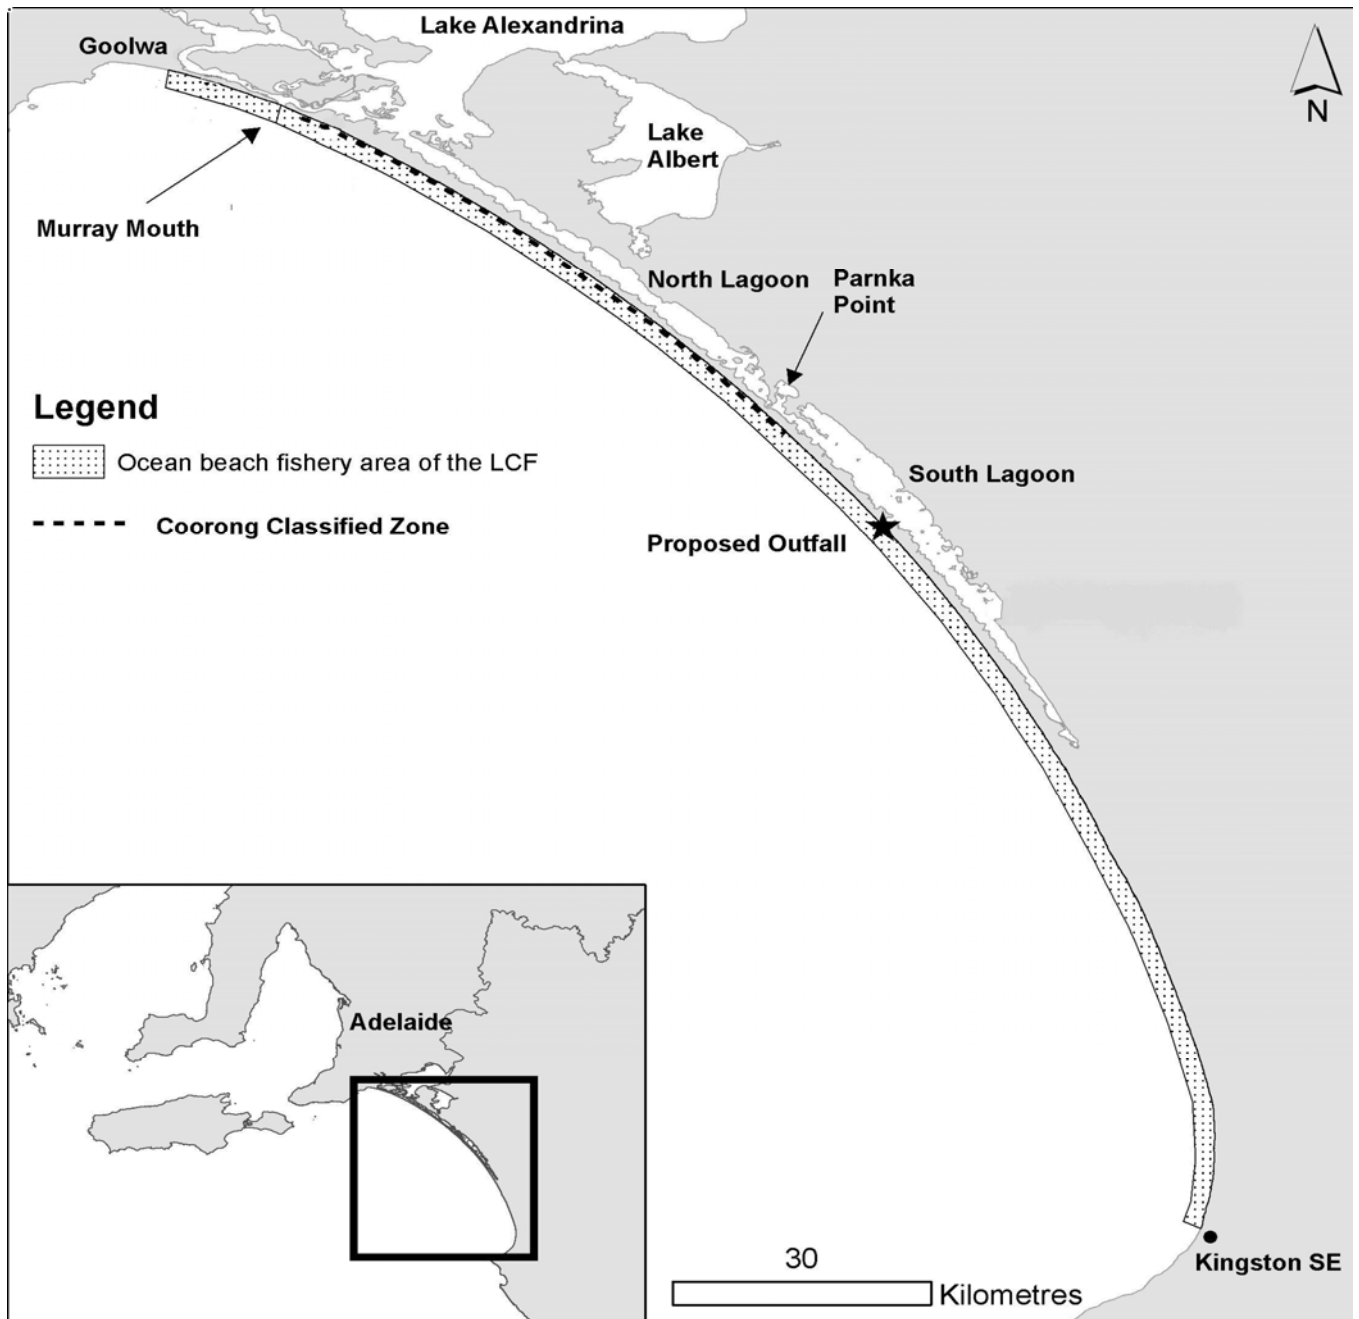 Lake Alexandrina
Goolwa
N
Lake
Albert
Murray Mouth
North Lagoon
Parnka
Point
Legend
Ocean beach fishery area of the LCF
South Lagoon
Coorong Classified Zone
Proposed Outfall
Adelaide
30
Kilometres
Kingston SE